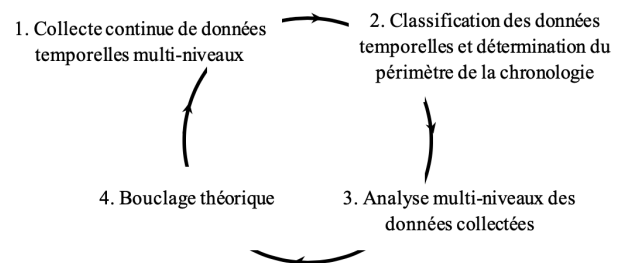 1. Collecte continue de données
temporelles multi-niveaux
2. Classification des données
temporelles et détermination du
périmètre de la chronologie
4. Bouclage théorique
3. Analyse multi-niveaux des
données collectées